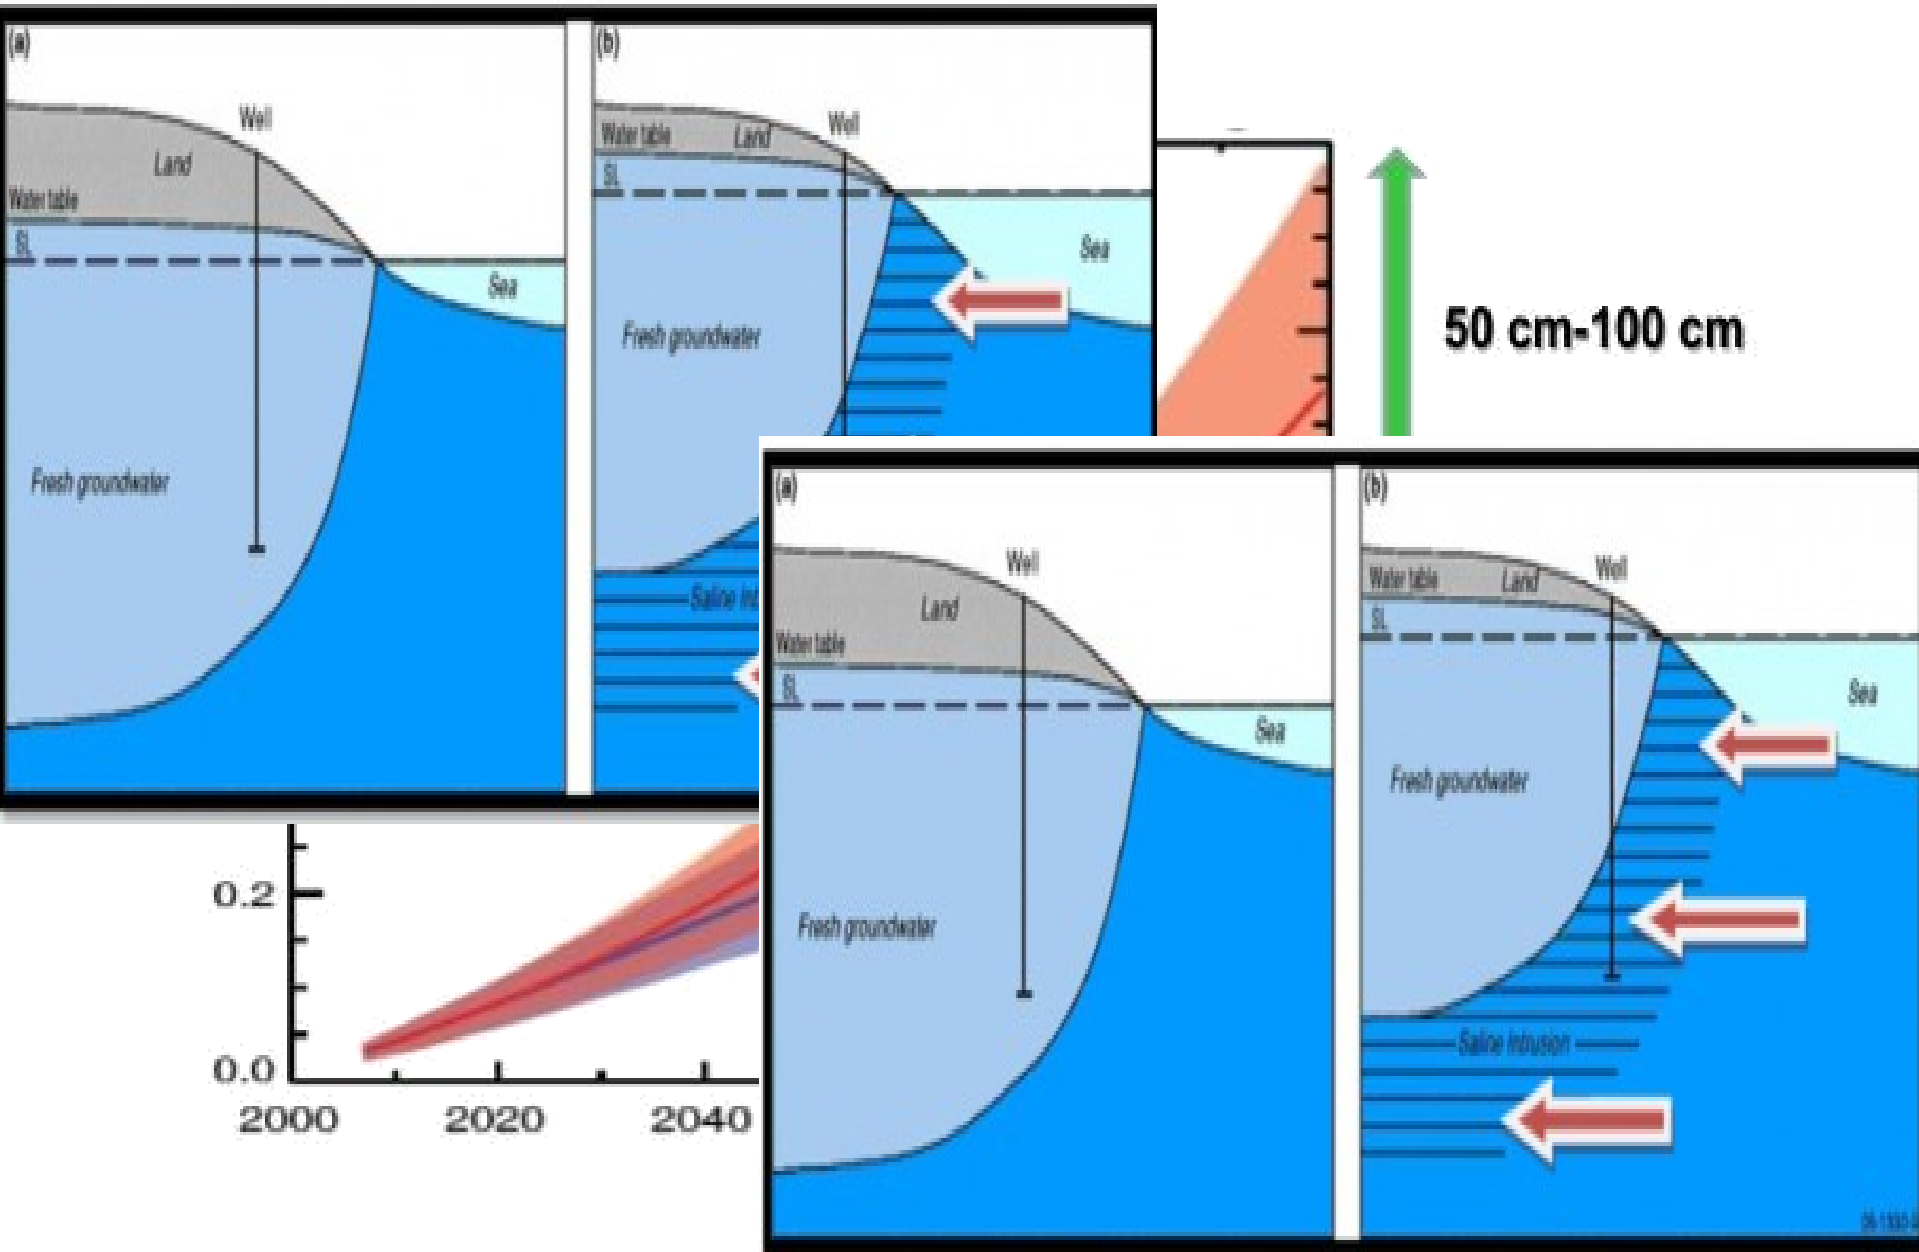 (a)
Well
Land
Water table
SL
Sea
Fresh groundwater
(b)
Water table
Land
Well
SL
Sea
Fresh groundwater
Saline
50 cm-100 cm
(a)
Well
Land
Water table
SL
Sea
Fresh groundwater
(b)
Water table
Land
Well
SL
Sea
Fresh groundwater
Saline intrusion
0.2
0.0
2000
2020
2040